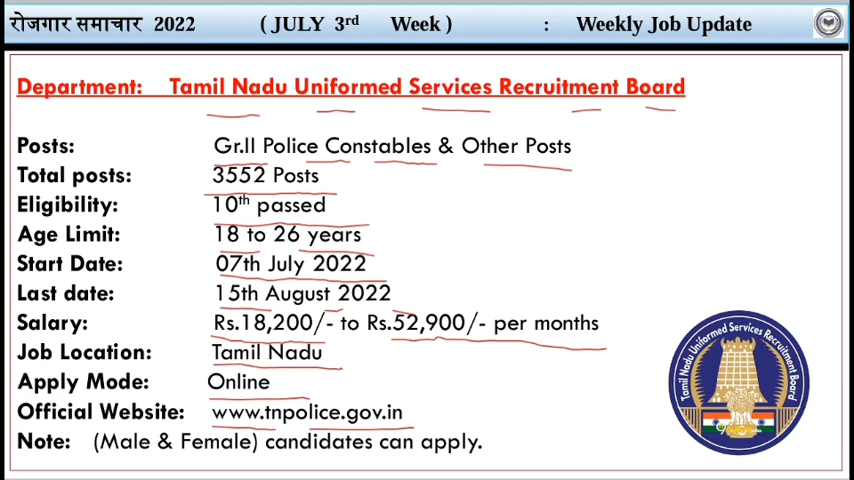 रोजगार समाचार 2022 ( JULY 3rd Week ) : Weekly Job Update
Department: Tamil Nadu Uniformed Services Recruitment Board
Posts: Gr.II Police Constables & Other Posts
Total posts: 3552 Posts
Eligibility: 10th passed
Age Limit: 18 to 26 years
Start Date: 07th July 2022
Last date: 15th August 2022
Salary: Rs.18,200/- to Rs.52,900/- per months
Job Location: Tamil Nadu
Apply Mode: Online
Official Website: www.tnpolice.gov.in
Note: (Male & Female) candidates can apply.
Tamil Nadu Uniformed Services Recruitment Board